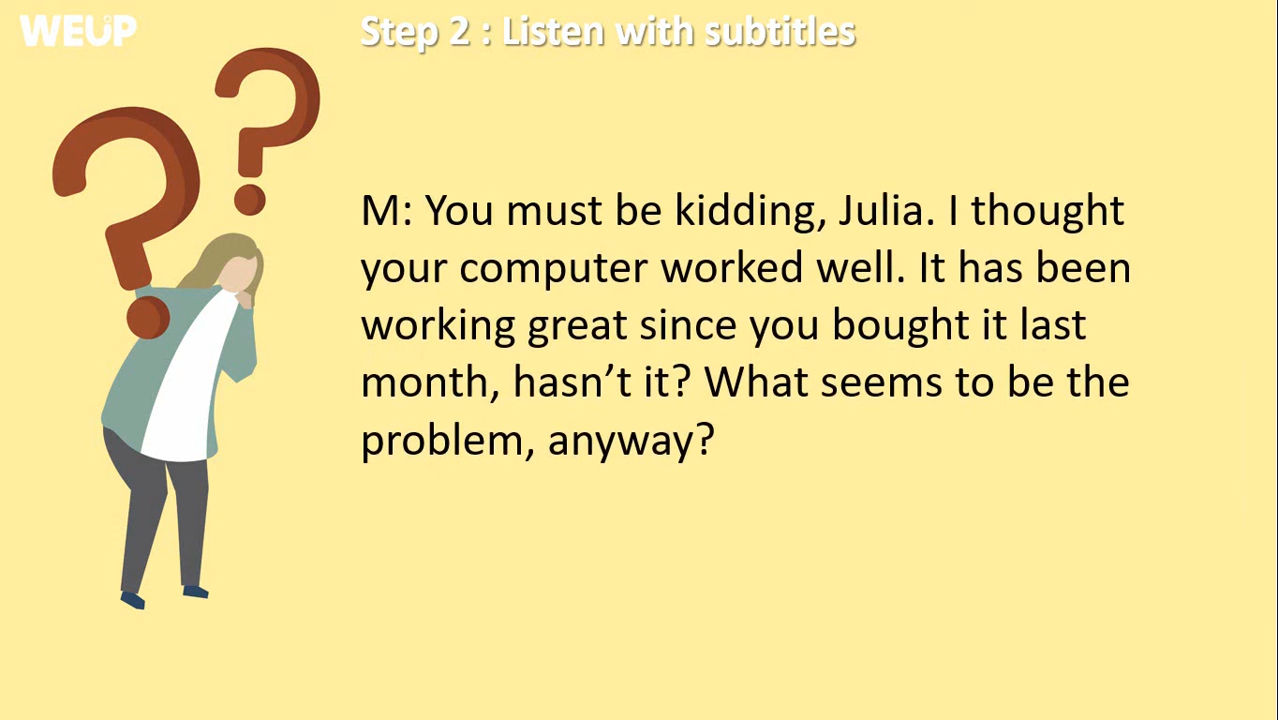 WEUP
Step 2 : Listen with subtitles
M: You must be kidding, Julia. I thought
your computer worked well. It has been
working great since you bought it last
month, hasn’t it? What seems to be the
problem, anyway?